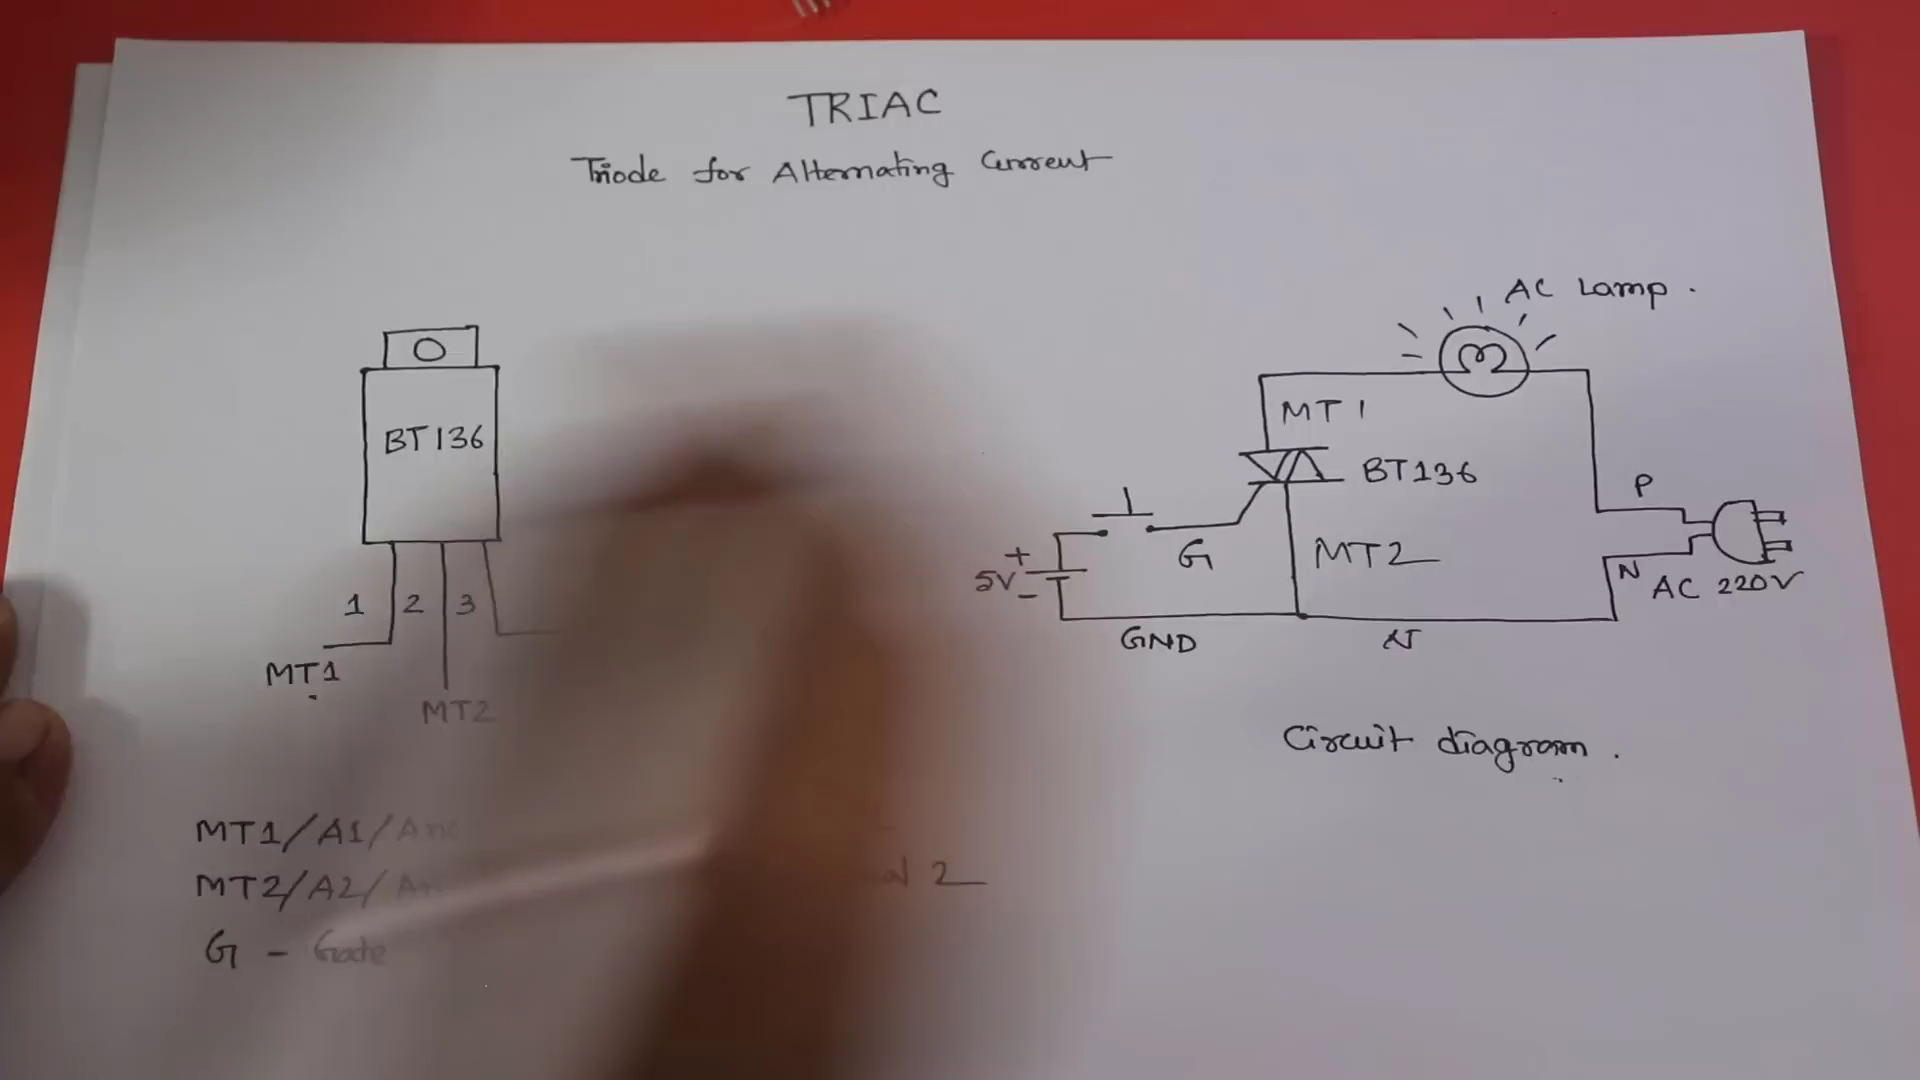 TRIAC
Triode for Alternating Current
AC Lamp.
MT1
BT136
BT136
P
G
MT2
5V
+
-
N
AC 220V
1 2 3
GND
N
MT1
MT2
Circuit diagram.
MT1/A1/
MT2/A2/
2
G - Gate